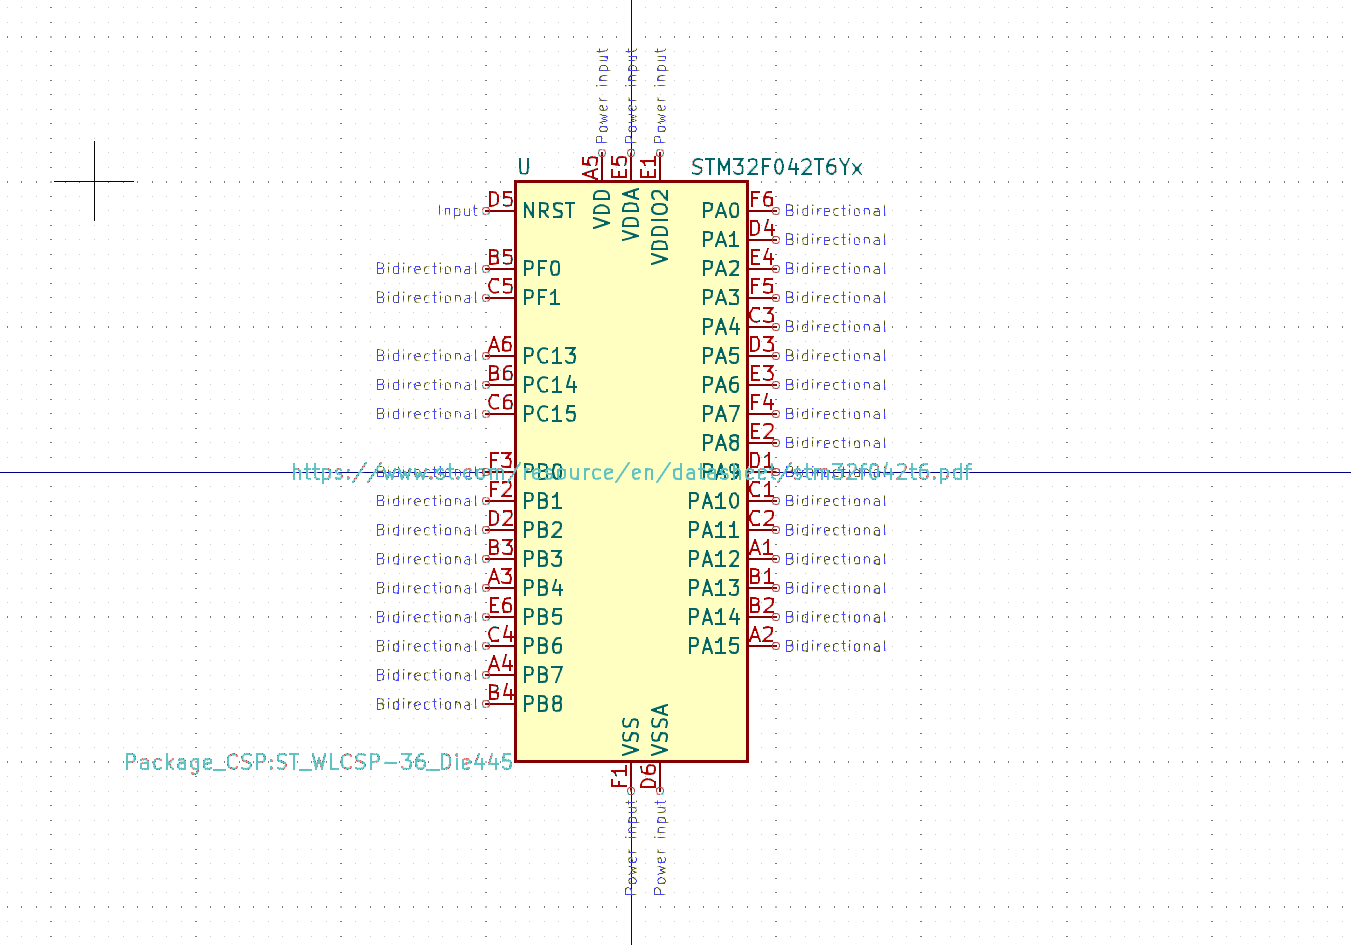 Power input
Power input
Power input
A5
E5
E1
U
STM32F042T6Yx
VDD
VDDA
VDDIO2
Input D5 NRST
PA0 F6 Bidirectional
PA1 D4 Bidirectional
Bidirectional B5 PF0
PA2 E4 Bidirectional
Bidirectional C5 PF1
PA3 F5 Bidirectional
PA4 C3 Bidirectional
Bidirectional A6 PC13
PA5 D3 Bidirectional
Bidirectional B6 PC14
PA6 E3 Bidirectional
Bidirectional C6 PC15
PA7 F4 Bidirectional
PA8 E2 Bidirectional
Bidirectional F3 PB0
PA9 D1 Bidirectional
https://www.st.com/resource/en/datasheet/stm32f042t6.pdf
Bidirectional F2 PB1
PA10 C1 Bidirectional
Bidirectional D2 PB2
PA11 C2 Bidirectional
Bidirectional B3 PB3
PA12 A1 Bidirectional
Bidirectional A3 PB4
PA13 B1 Bidirectional
Bidirectional E6 PB5
PA14 B2 Bidirectional
Bidirectional C4 PB6
PA15 A2 Bidirectional
Bidirectional A4 PB7
Bidirectional B4 PB8
VSS
VSSA
Package_CSP:ST_WLCSP-36_Die445
F1
D6
Power input
Power input